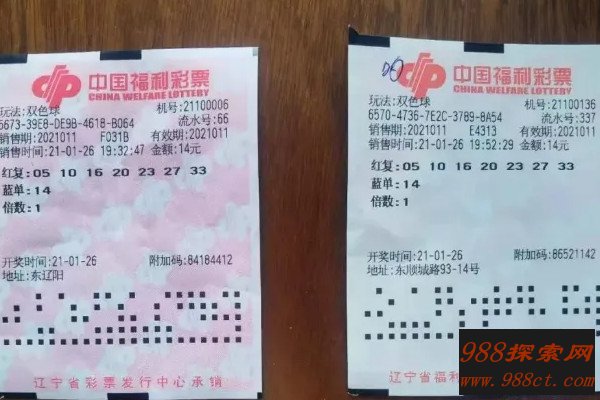 中国福利彩票
CHINA WELFARE LOTTERY
玩法:双色球 机号:21100006
5673-39E8-DE9B-4618-B064 流水号:66
销售期:2021011 F031B 有效期:2021011
销售时间:21-01-26 19:32:47 金额:14元
红复:05 10 16 20 23 27 33
蓝单:14
倍数:1
开奖时间:21-01-26 附加码:84184412
地址:东辽阳
辽宁省彩票发行中心承销
00
中国福利彩票
CHINA WELFARE LOTTERY
玩法:双色球 机号:21100136
6570-4736-7E2C-3789-8A54 流水号:337
销售期:2021011 E4313 有效期:2021011
销售时间:21-01-26 19:52:29 金额:14元
红复:05 10 16 20 23 27 33
蓝单:14
倍数:1
开奖时间:21-01-26 附加码:86521142
地址:东顺城路93-14号
辽宁省福利
988探索网
www.988ct.com